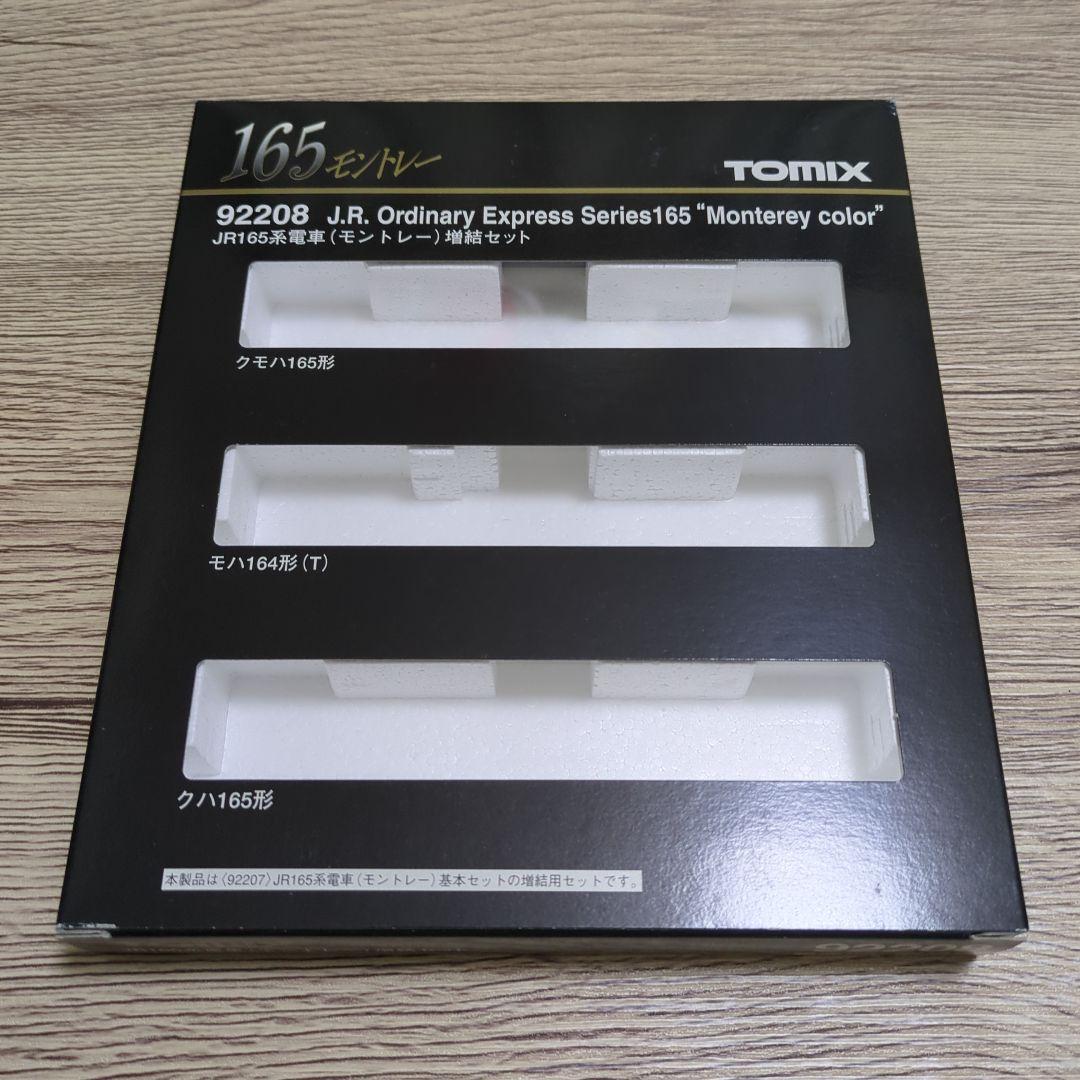 165 モントレー
TOMIX
92208 J.R. Ordinary Express Series165 “Monterey color”
JR165系電車（モントレー）増結セット
クモハ165形
モハ164形（T）
クハ165形
本製品は〈92207〉JR165系電車（モントレー）基本セットの増結用セットです。